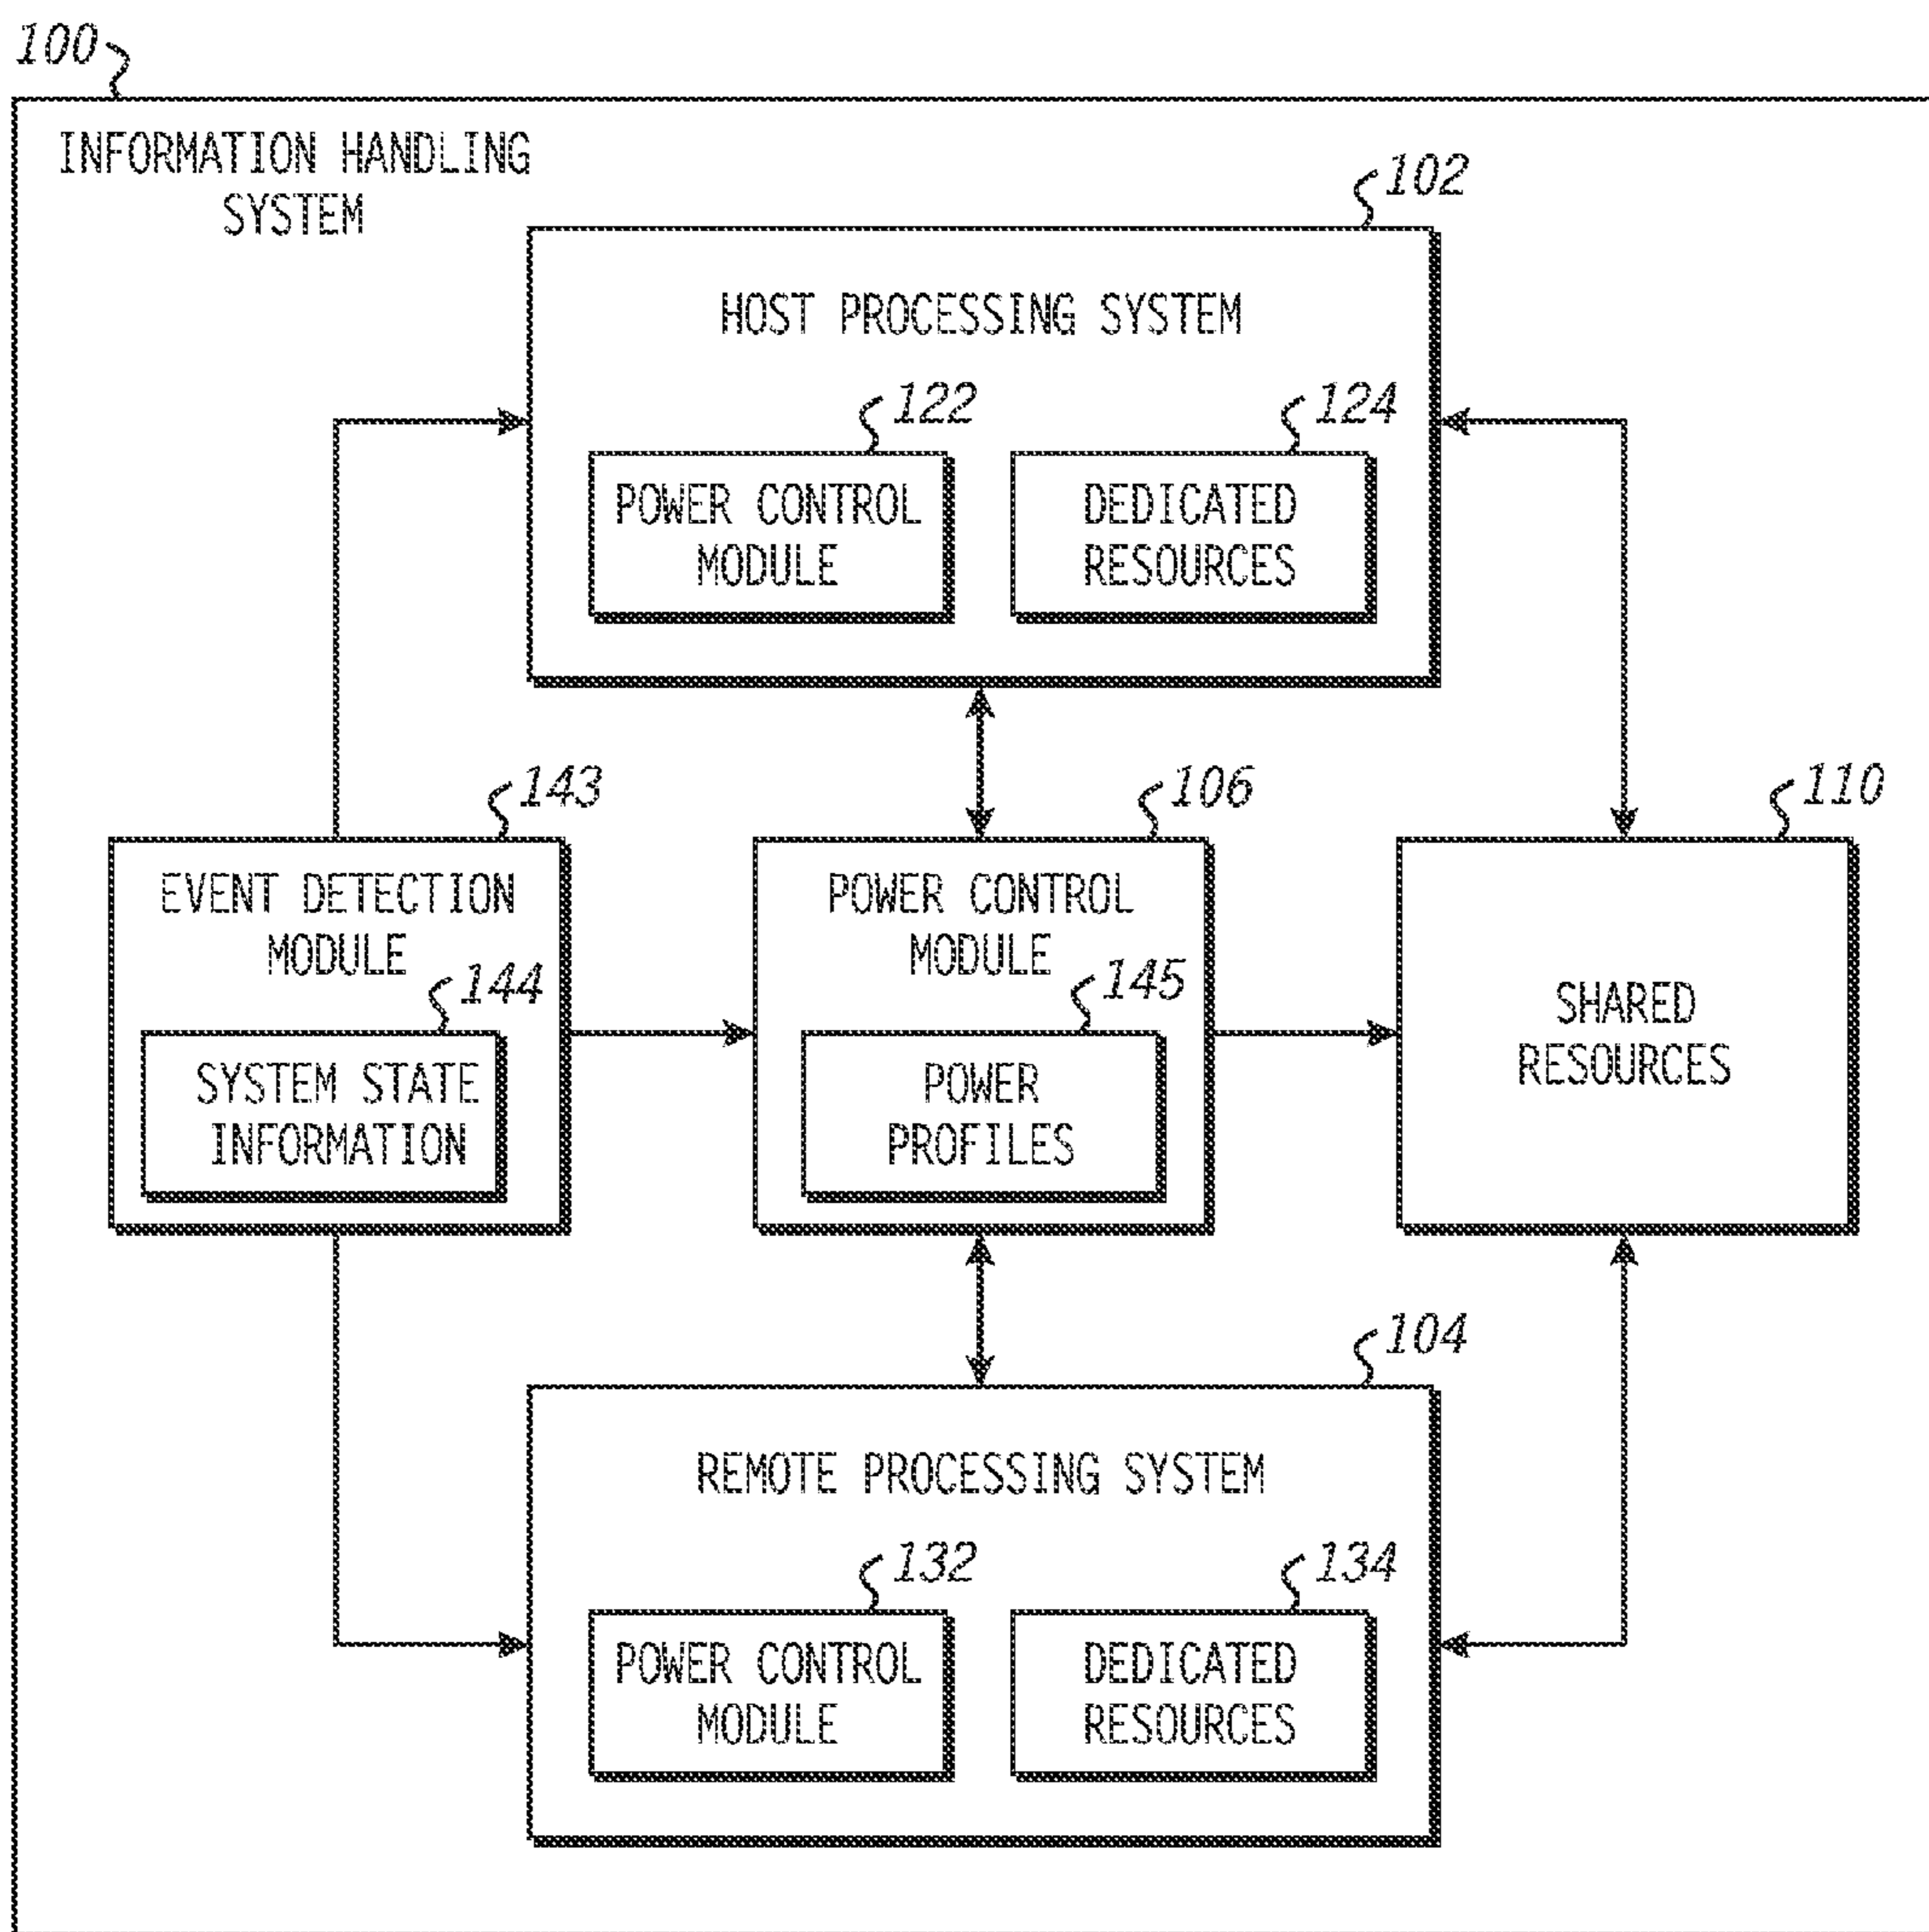 100
INFORMATION HANDLING
SYSTEM
102
HOST PROCESSING SYSTEM
122
124
POWER CONTROL
MODULE
DEDICATED
RESOURCES
143
106
110
EVENT DETECTION
MODULE
144
SYSTEM STATE
INFORMATION
POWER CONTROL
MODULE
145
POWER
PROFILES
SHARED
RESOURCES
104
REMOTE PROCESSING SYSTEM
132
134
POWER CONTROL
MODULE
DEDICATED
RESOURCES